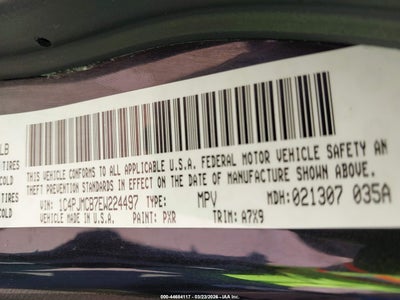 LB
TIRES
COLD
TIRES
COLD
THIS VEHICLE CONFORMS TO ALL APPLICABLE U.S.A. FEDERAL MOTOR VEHICLE SAFETY AN
THEFT PREVENTION STANDARDS IN EFFECT ON THE DATE OF MANUFACTURE SHOWN ABOVE.
VIN: 1C4PJMCB7EW224497 TYPE: MPV MDH: 021307 035A
MADE IN U.S.A. PAINT: PXR TRIM: A7X9
000-44684117 - 03/23/2026 - IAA Inc.